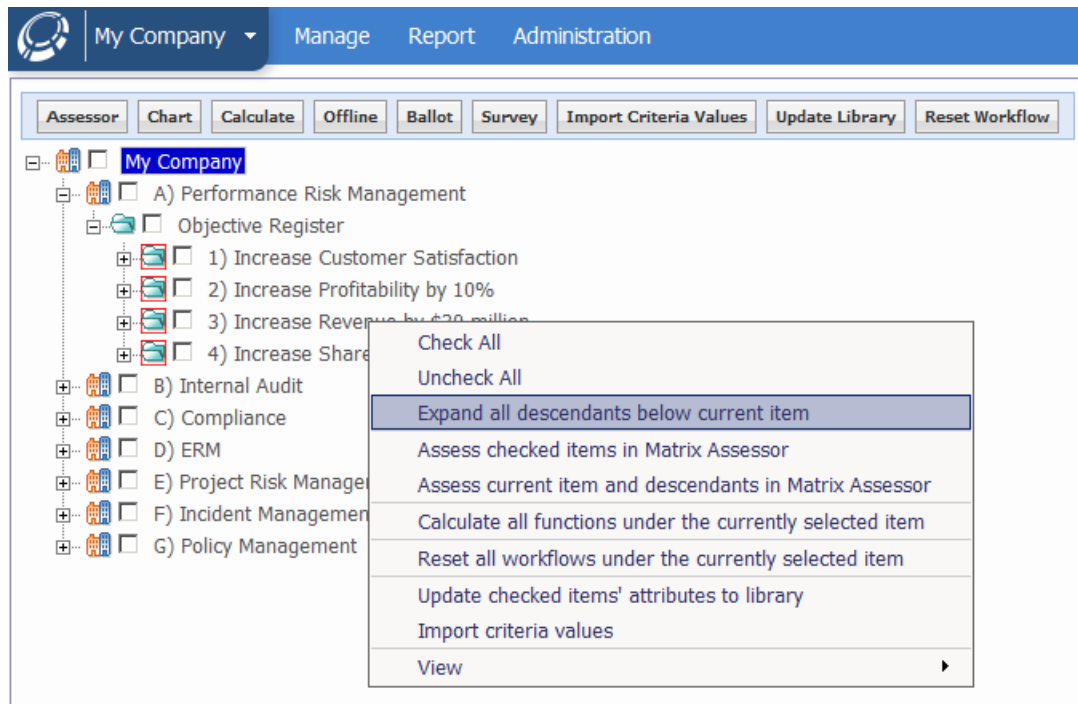 My Company Manage Report Administration
Assessor Chart Calculate Offline Ballot Survey Import Criteria Values Update Library Reset Workflow
My Company
A) Performance Risk Management
Objective Register
1) Increase Customer Satisfaction
2) Increase Profitability by 10%
3) Increase Revenue by million
4) Increase Share
B) Internal Audit
C) Compliance
D) ERM
E) Project Risk
F) Incident
G) Policy Management
Check All
Uncheck All
Expand all descendants below current item
Assess checked items in Matrix Assessor
Assess current item and descendants in Matrix Assessor
Calculate all functions under the currently selected item
Reset all workflows under the currently selected item
Update checked items' attributes to library
Import criteria values
View